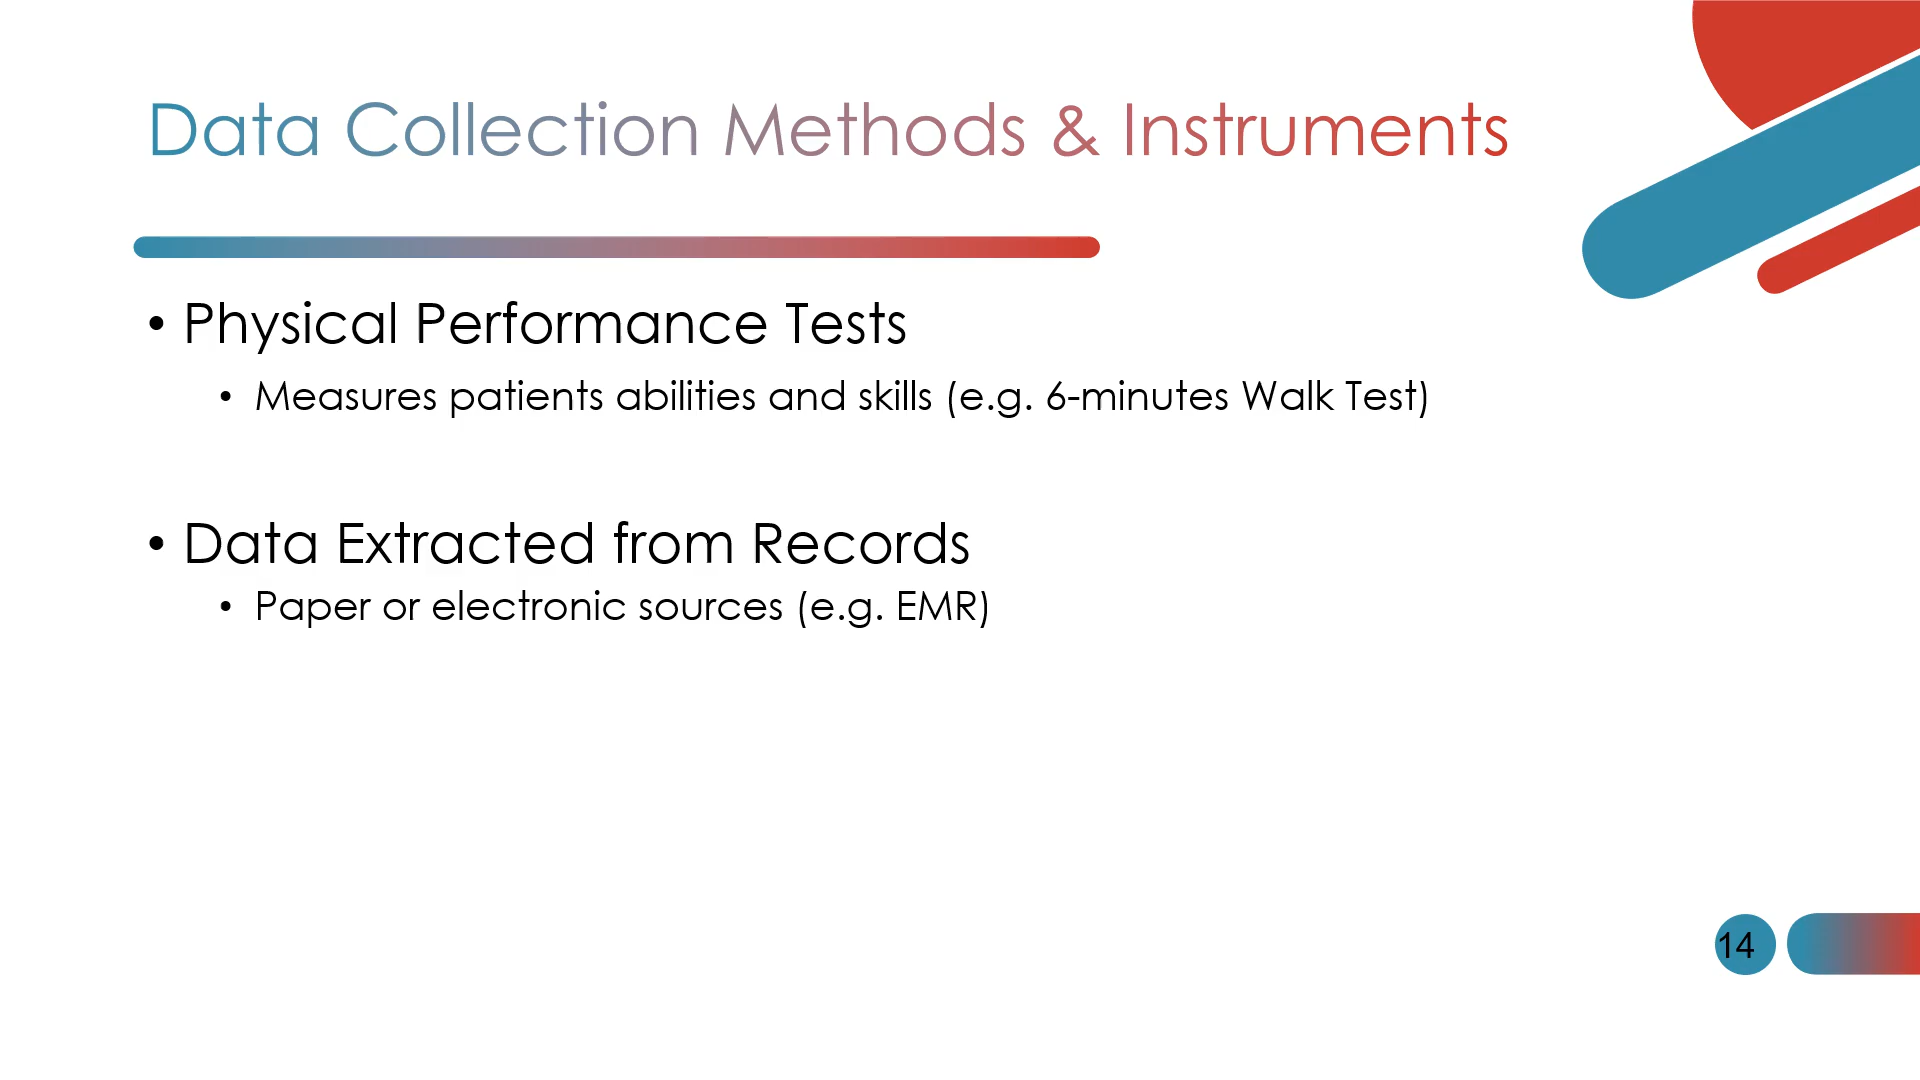 Data Collection Methods & Instruments
• Physical Performance Tests
• Measures patients abilities and skills (e.g. 6-minutes Walk Test)
• Data Extracted from Records
• Paper or electronic sources (e.g. EMR)
14